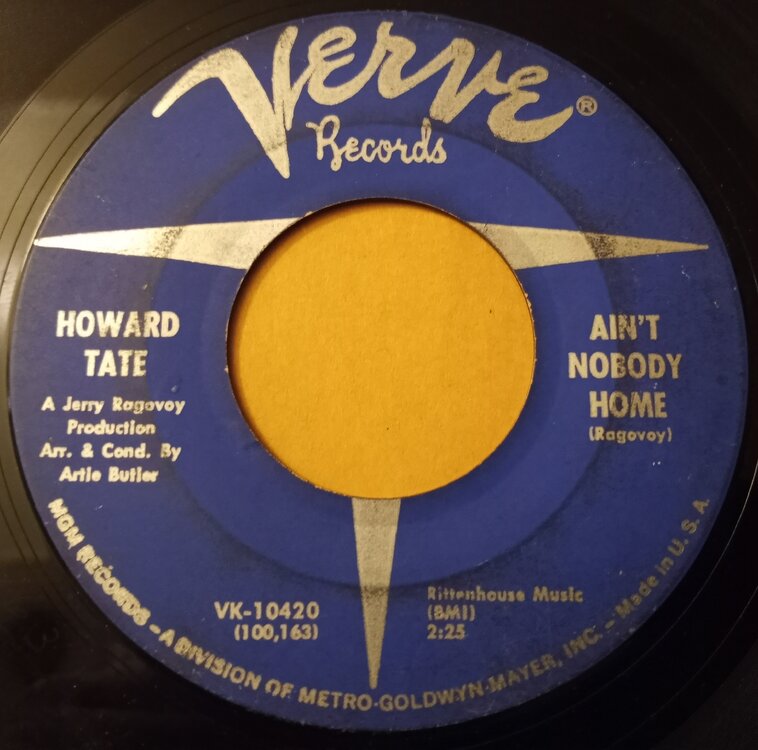 Verve®
Records
HOWARD
TATE
A Jerry Ragovoy
Production
Arr. & Cond. By
Artie Butler
AIN'T
NOBODY
HOME
(Ragovoy)
VK-10420
(100,163)
Rittenhouse Music
(BMI)
2:25
MGM RECORDS – A DIVISION OF METRO-GOLDWYN-MAYER, INC. – Made in U. S. A.